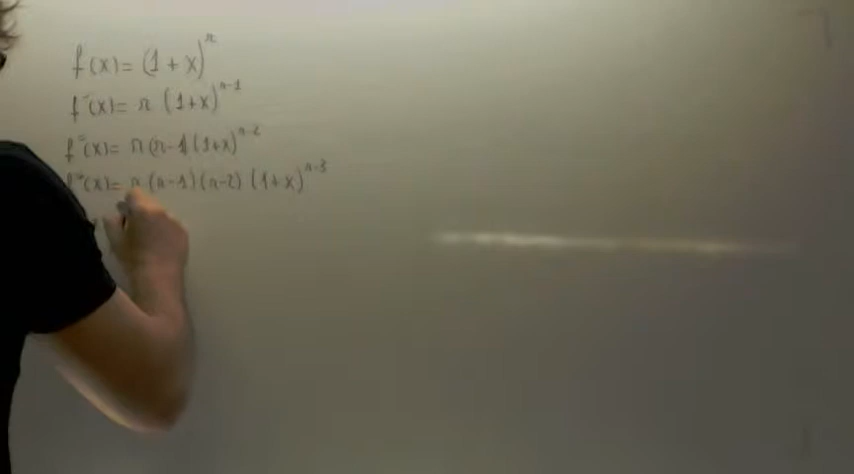 f(x)= (1+x)^n
f'(x)= n (1+x)^{n-1}
f''(x)= n(n-1)(1+x)^{n-2}
f'''(x)= n(n-1)(n-2)(1+x)^{n-3}